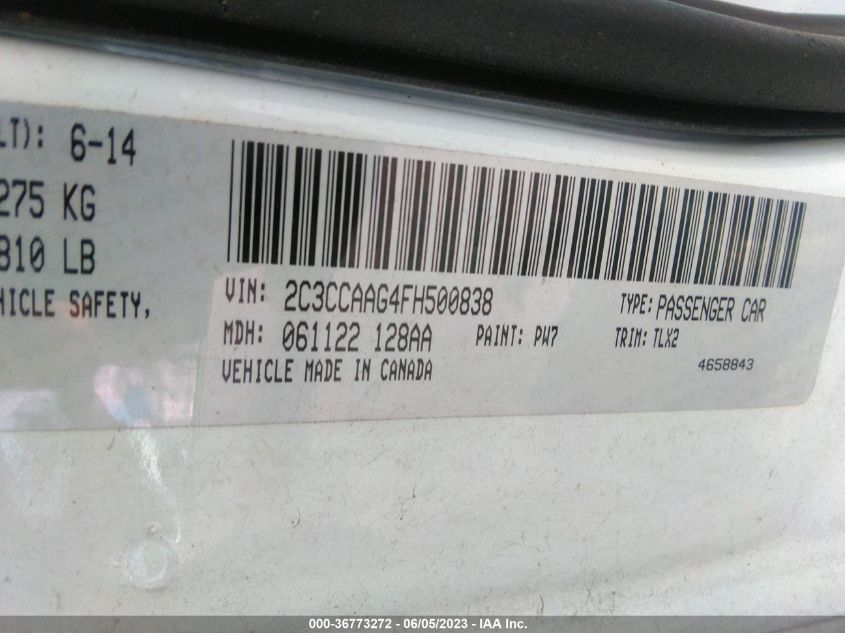 LT): 6-14
275 KG
810 LB
HICLE SAFETY,
VIN: 2C3CCAAG4FH500838
TYPE: PASSENGER CAR
MDH: 061122 128AA
PAINT: PW7
TRIM: TLX2
VEHICLE MADE IN CANADA
4658843
000-36773272 - 06/05/2023 - IAA Inc.